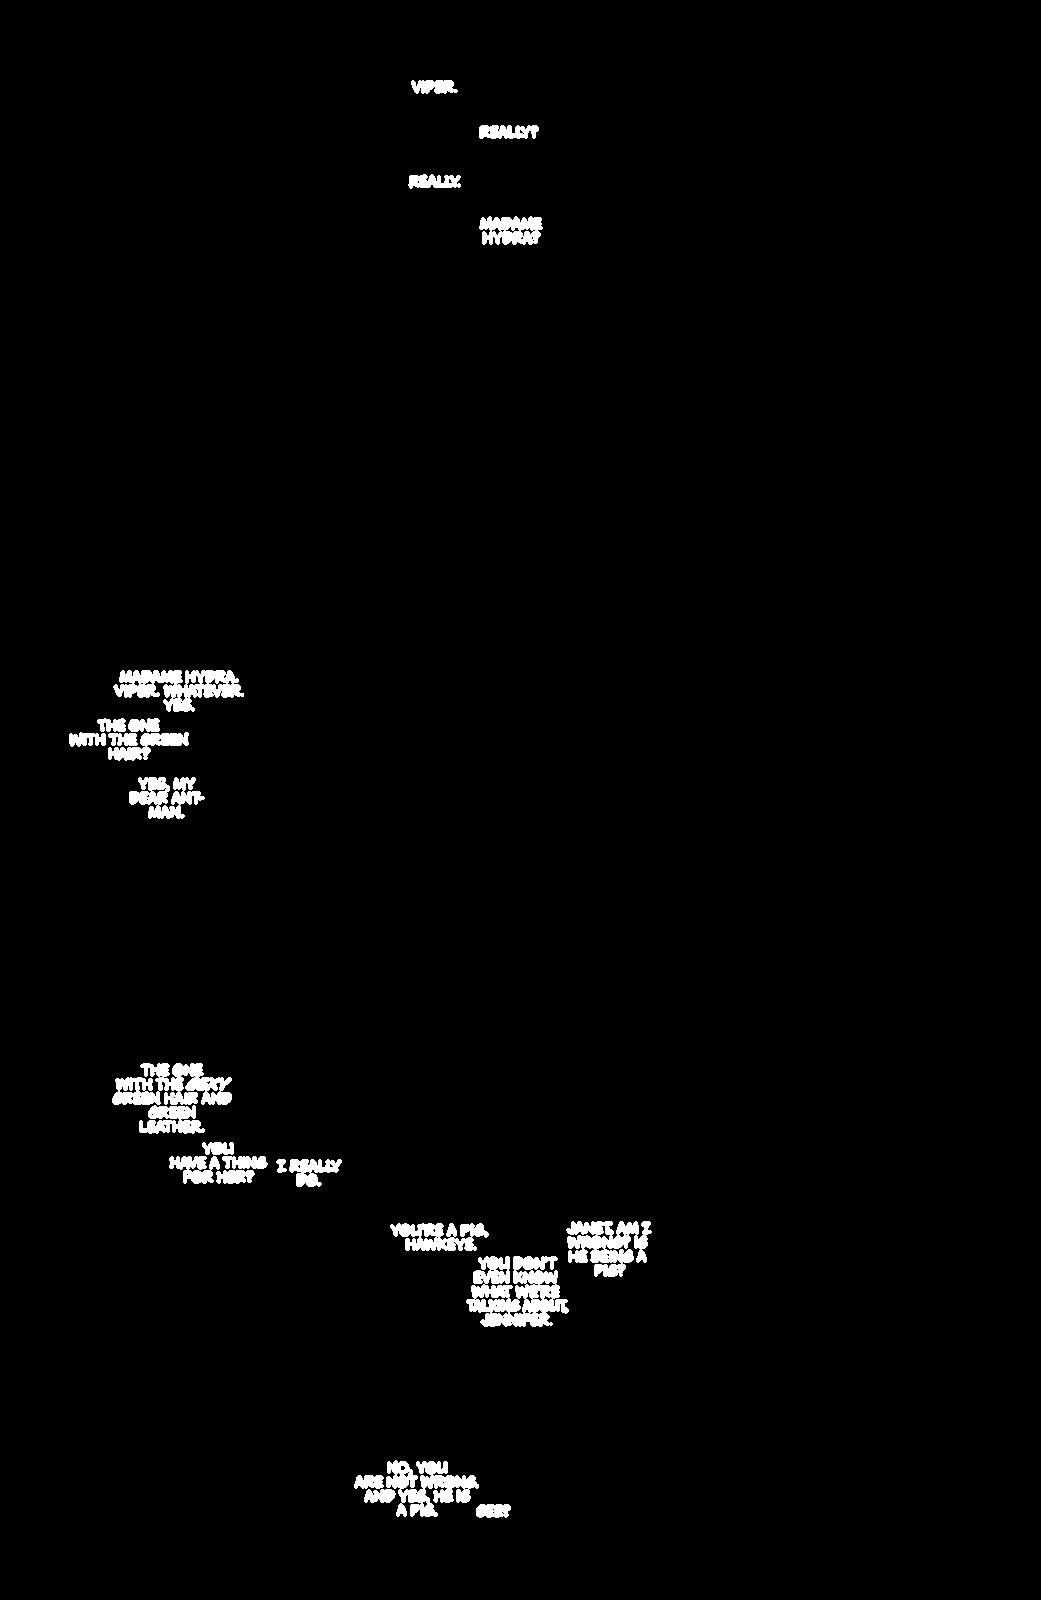 VIPER.
REALLY?
REALLY.
MADAME
HYDRA?
MADAME HYDRA.
VIPER. WHATEVER.
YES.
THE ONE
WITH THE GREEN
HAIR?
YES, MY
DEAR ANT-
MAN.
THE ONE
WITH THE SEXY
GREEN HAIR AND
GREEN
LEATHER.
YOU
HAVE A THING
FOR HER?
I REALLY
DO.
YOU'RE A PIG,
HAWKEYE.
YOU DON'T
EVEN KNOW
WHAT WE'RE
TALKING ABOUT,
JENNIFER.
JANET, AM I
WRONG? IS
HE BEING A
PIG?
NO, YOU
ARE NOT WRONG.
AND YES, HE IS
A PIG.
SEE?